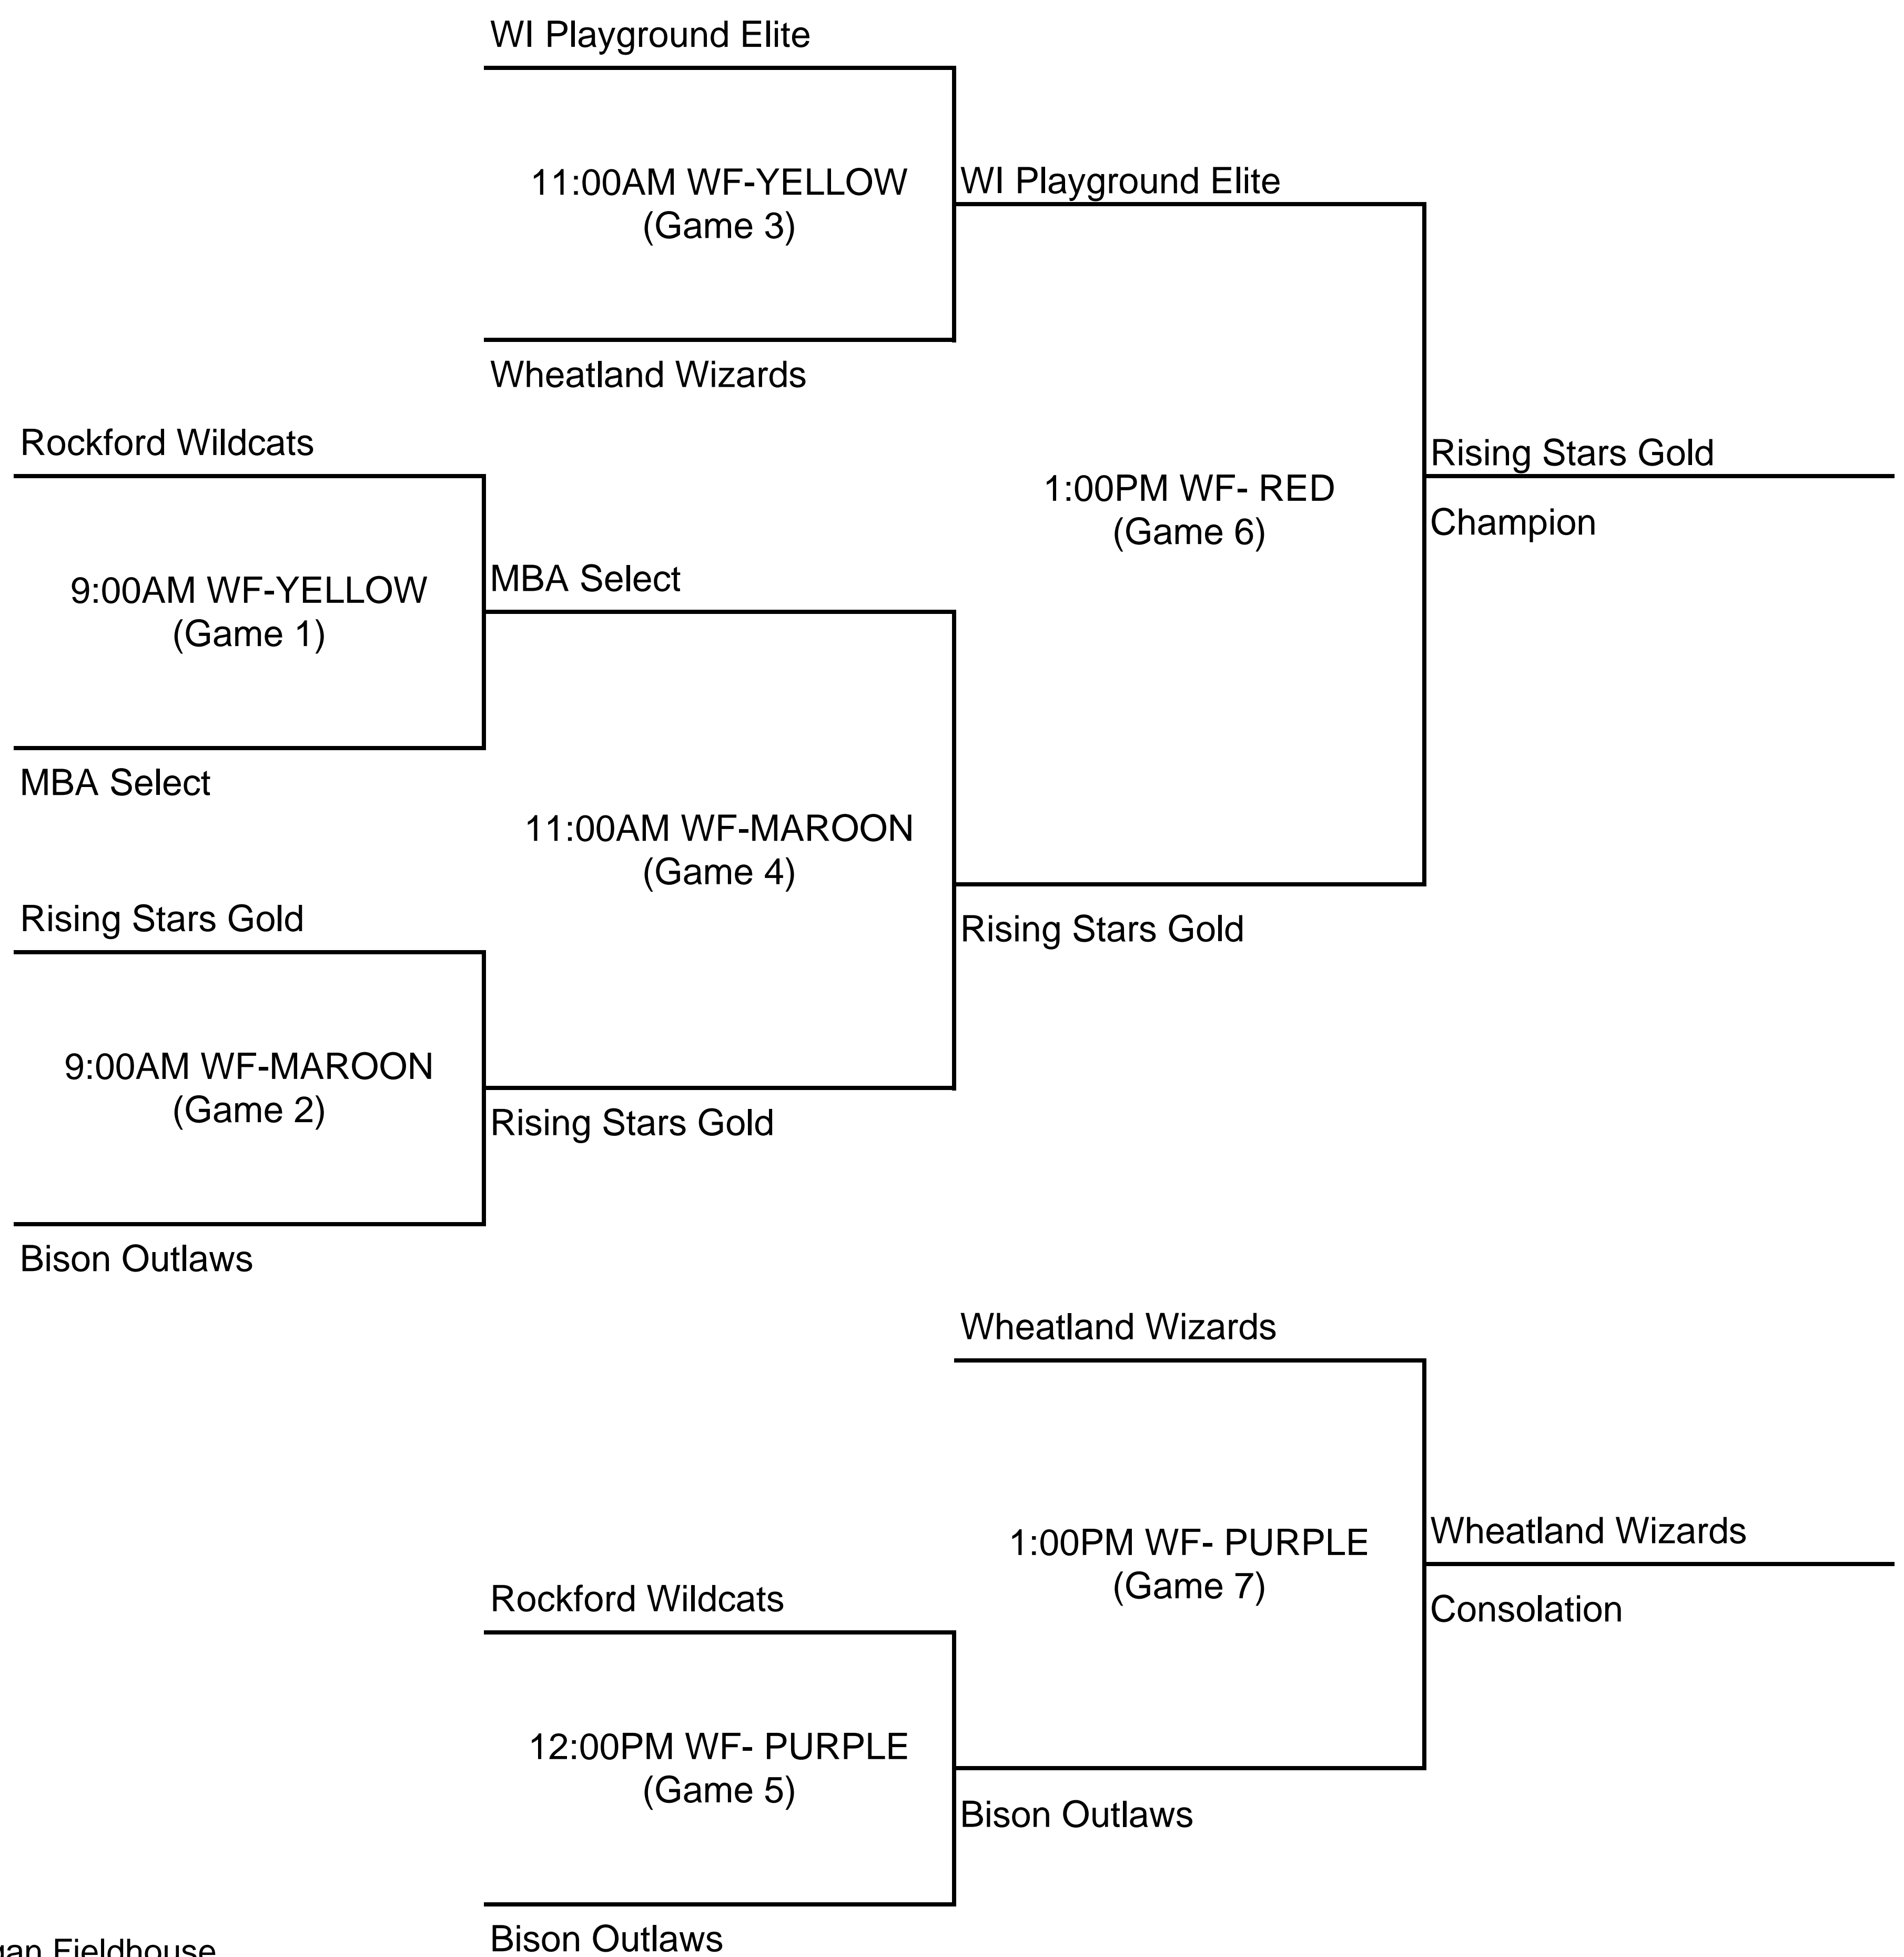 WI Playground Elite
11:00AM WF-YELLOW
(Game 3)
WI Playground Elite
Wheatland Wizards
Rockford Wildcats
9:00AM WF-YELLOW
(Game 1)
MBA Select
MBA Select
1:00PM WF- RED
(Game 6)
Rising Stars Gold
Champion
11:00AM WF-MAROON
(Game 4)
Rising Stars Gold
Rising Stars Gold
9:00AM WF-MAROON
(Game 2)
Rising Stars Gold
Bison Outlaws
Wheatland Wizards
1:00PM WF- PURPLE
(Game 7)
Wheatland Wizards
Consolation
Rockford Wildcats
12:00PM WF- PURPLE
(Game 5)
Bison Outlaws
Bison Outlaws
Fieldhouse